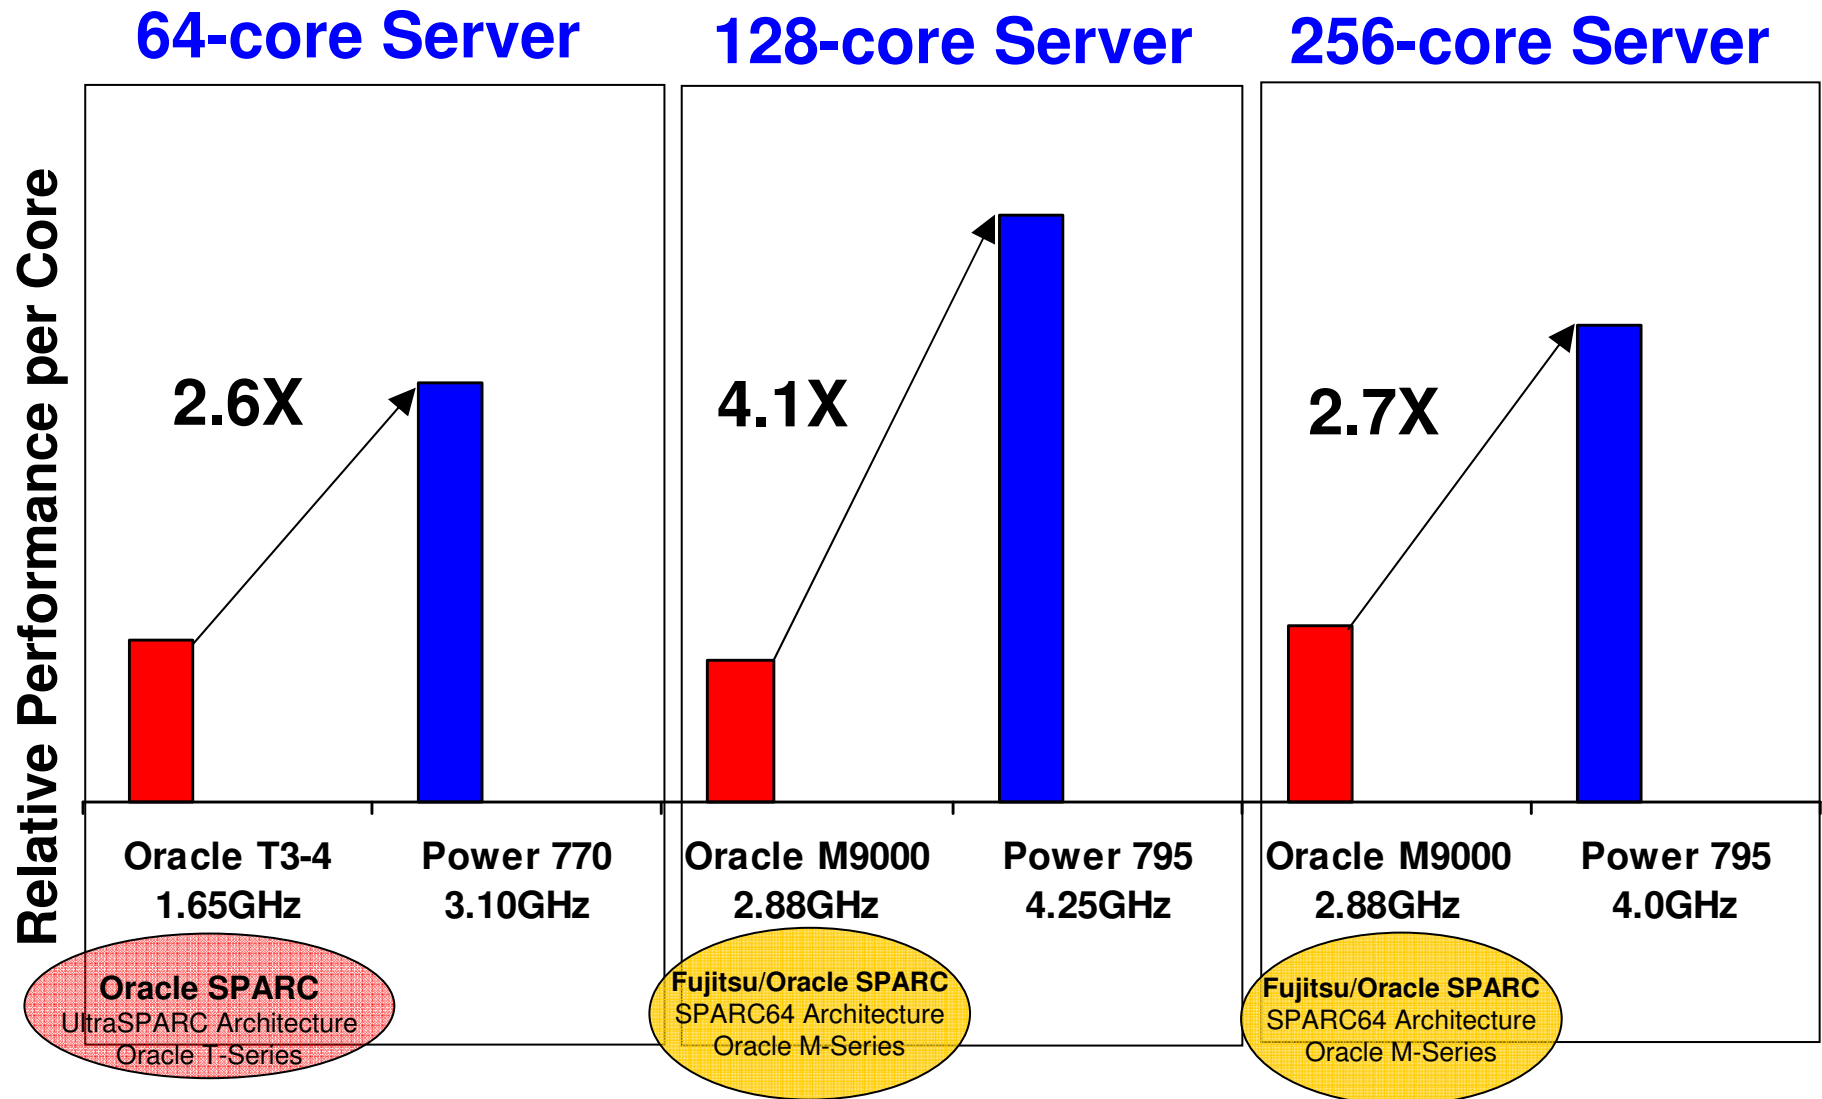 64-core Server
128-core Server
256-core Server
Relative Performance per Core
2.6X
4.1X
2.7X
Oracle T3-4
1.65GHz
Power 770
3.10GHz
Oracle M9000
2.88GHz
Power 795
4.25GHz
Oracle M9000
2.88GHz
Power 795
4.0GHz
Oracle SPARC
UltraSPARC Architecture
Oracle T-Series
Fujitsu/Oracle SPARC
SPARC64 Architecture
Oracle M-Series
Fujitsu/Oracle SPARC
SPARC64 Architecture
Oracle M-Series